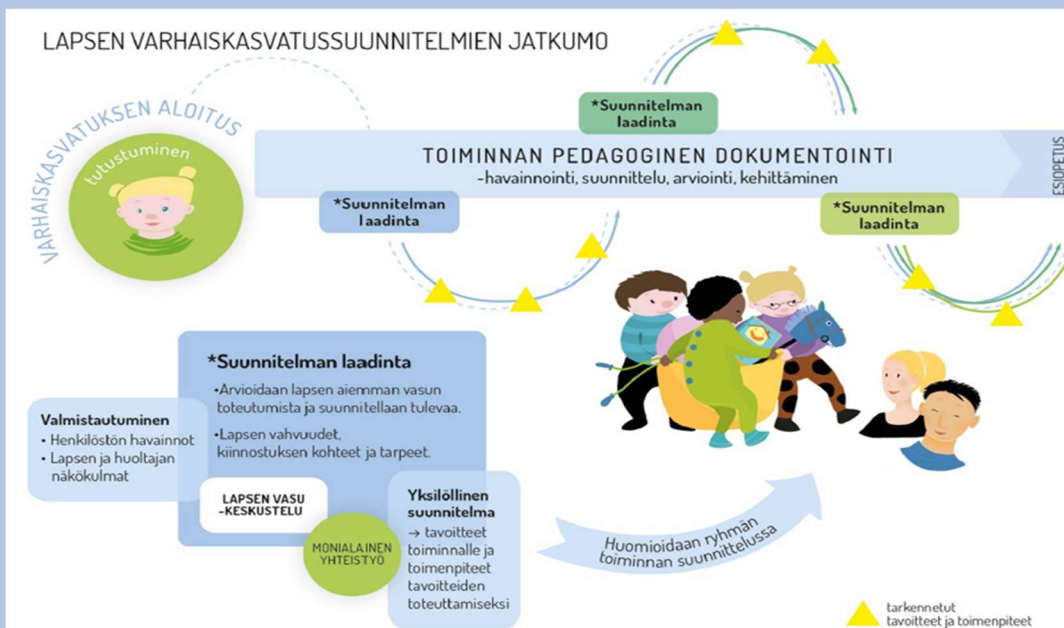 LAPSEN VARHAISKASVATUSSUUNNITELMIEN JATKUMO
VARHAISKASVATUKSEN ALOITUS
tutustuminen
*Suunnitelman
laadinta
TOIMINNAN PEDAGOGINEN DOKUMENTOINTI
-havainnointi, suunnittelu, arviointi, kehittäminen
ESIOPETUS
*Suunnitelman
laadinta
*Suunnitelman
laadinta
*Suunnitelman laadinta
•Arvioidaan lapsen aiemman vasun
toteutumista ja suunnitellaan tulevaa.
•Lapsen vahvuudet,
kiinnostuksen kohteet ja tarpeet.
Valmistautuminen
• Henkilöstön havainnot
• Lapsen ja huoltajan
näkökulmat
LAPSEN VASU
-KESKUSTELU
MONIALAINEN
YHTEISTYÖ
Yksilöllinen
suunnitelma
→ tavoitteet
toiminnalle ja
toimenpiteet
tavoitteiden
toteuttamiseksi
Huomioidaan ryhmän
toiminnan suunnittelussa
tarkennetut
tavoitteet ja toimenpiteet